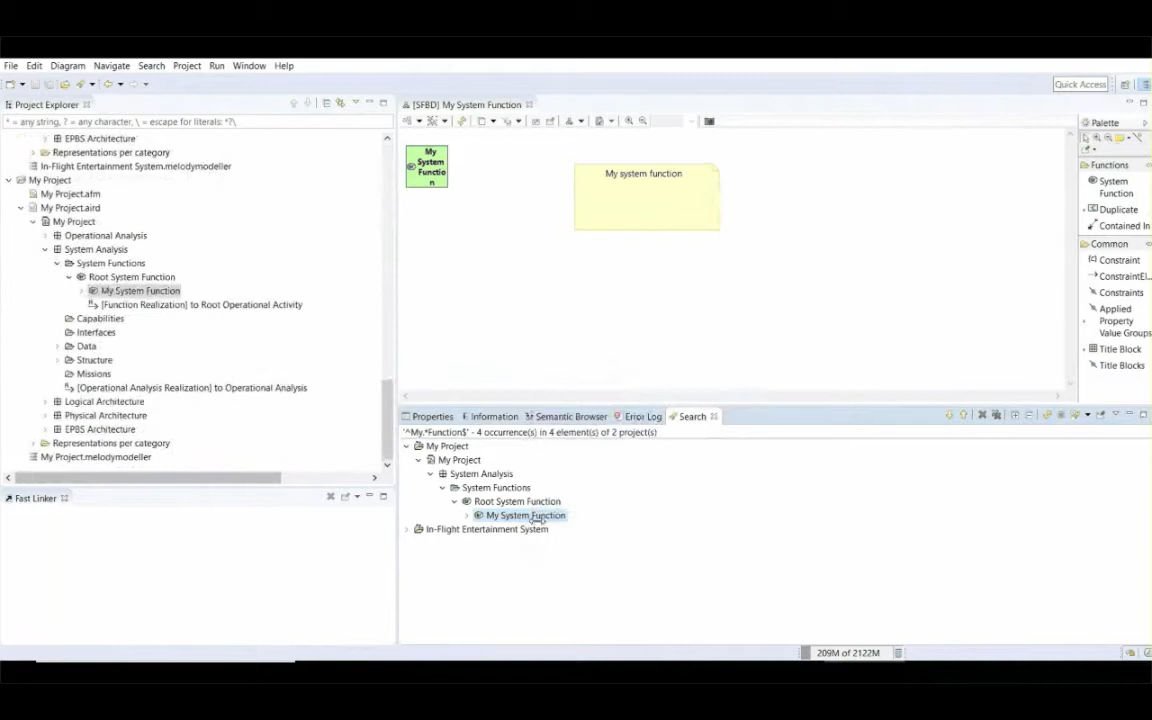 File Edit Diagram Navigate Search Project Run Window Help
Quick Access
Project Explorer
* = any string, ? = any character, \ = escape for literals: *?\
EPBS Architecture
Representations per category
In-Flight Entertainment System.melodymodeller
My Project
My Project.afm
My Project.aird
My Project
Operational Analysis
System Analysis
System Functions
Root System Function
My System Function
[Function Realization] to Root Operational Activity
Capabilities
Interfaces
Data
Structure
Missions
[Operational Analysis Realization] to Operational Analysis
Logical Architecture
Physical Architecture
EPBS Architecture
Representations per category
My Project.melodymodeller
Fast Linker
[SFBD] My System Function
My
System
Functio
n
My system function
Palette
Functions
System
Function
Duplicate
Contained In
Common
Constraint
ConstraintEl...
Constraints
Applied
Property
Value Groups
Title Block
Title Blocks
Properties Information Semantic Browser Error Log Search
'^My.*Function$' - 4 occurrence(s) in 4 element(s) of 2 project(s)
My Project
My Project
System Analysis
System Functions
Root System Function
My System Function
In-Flight Entertainment System
209M of 2122M